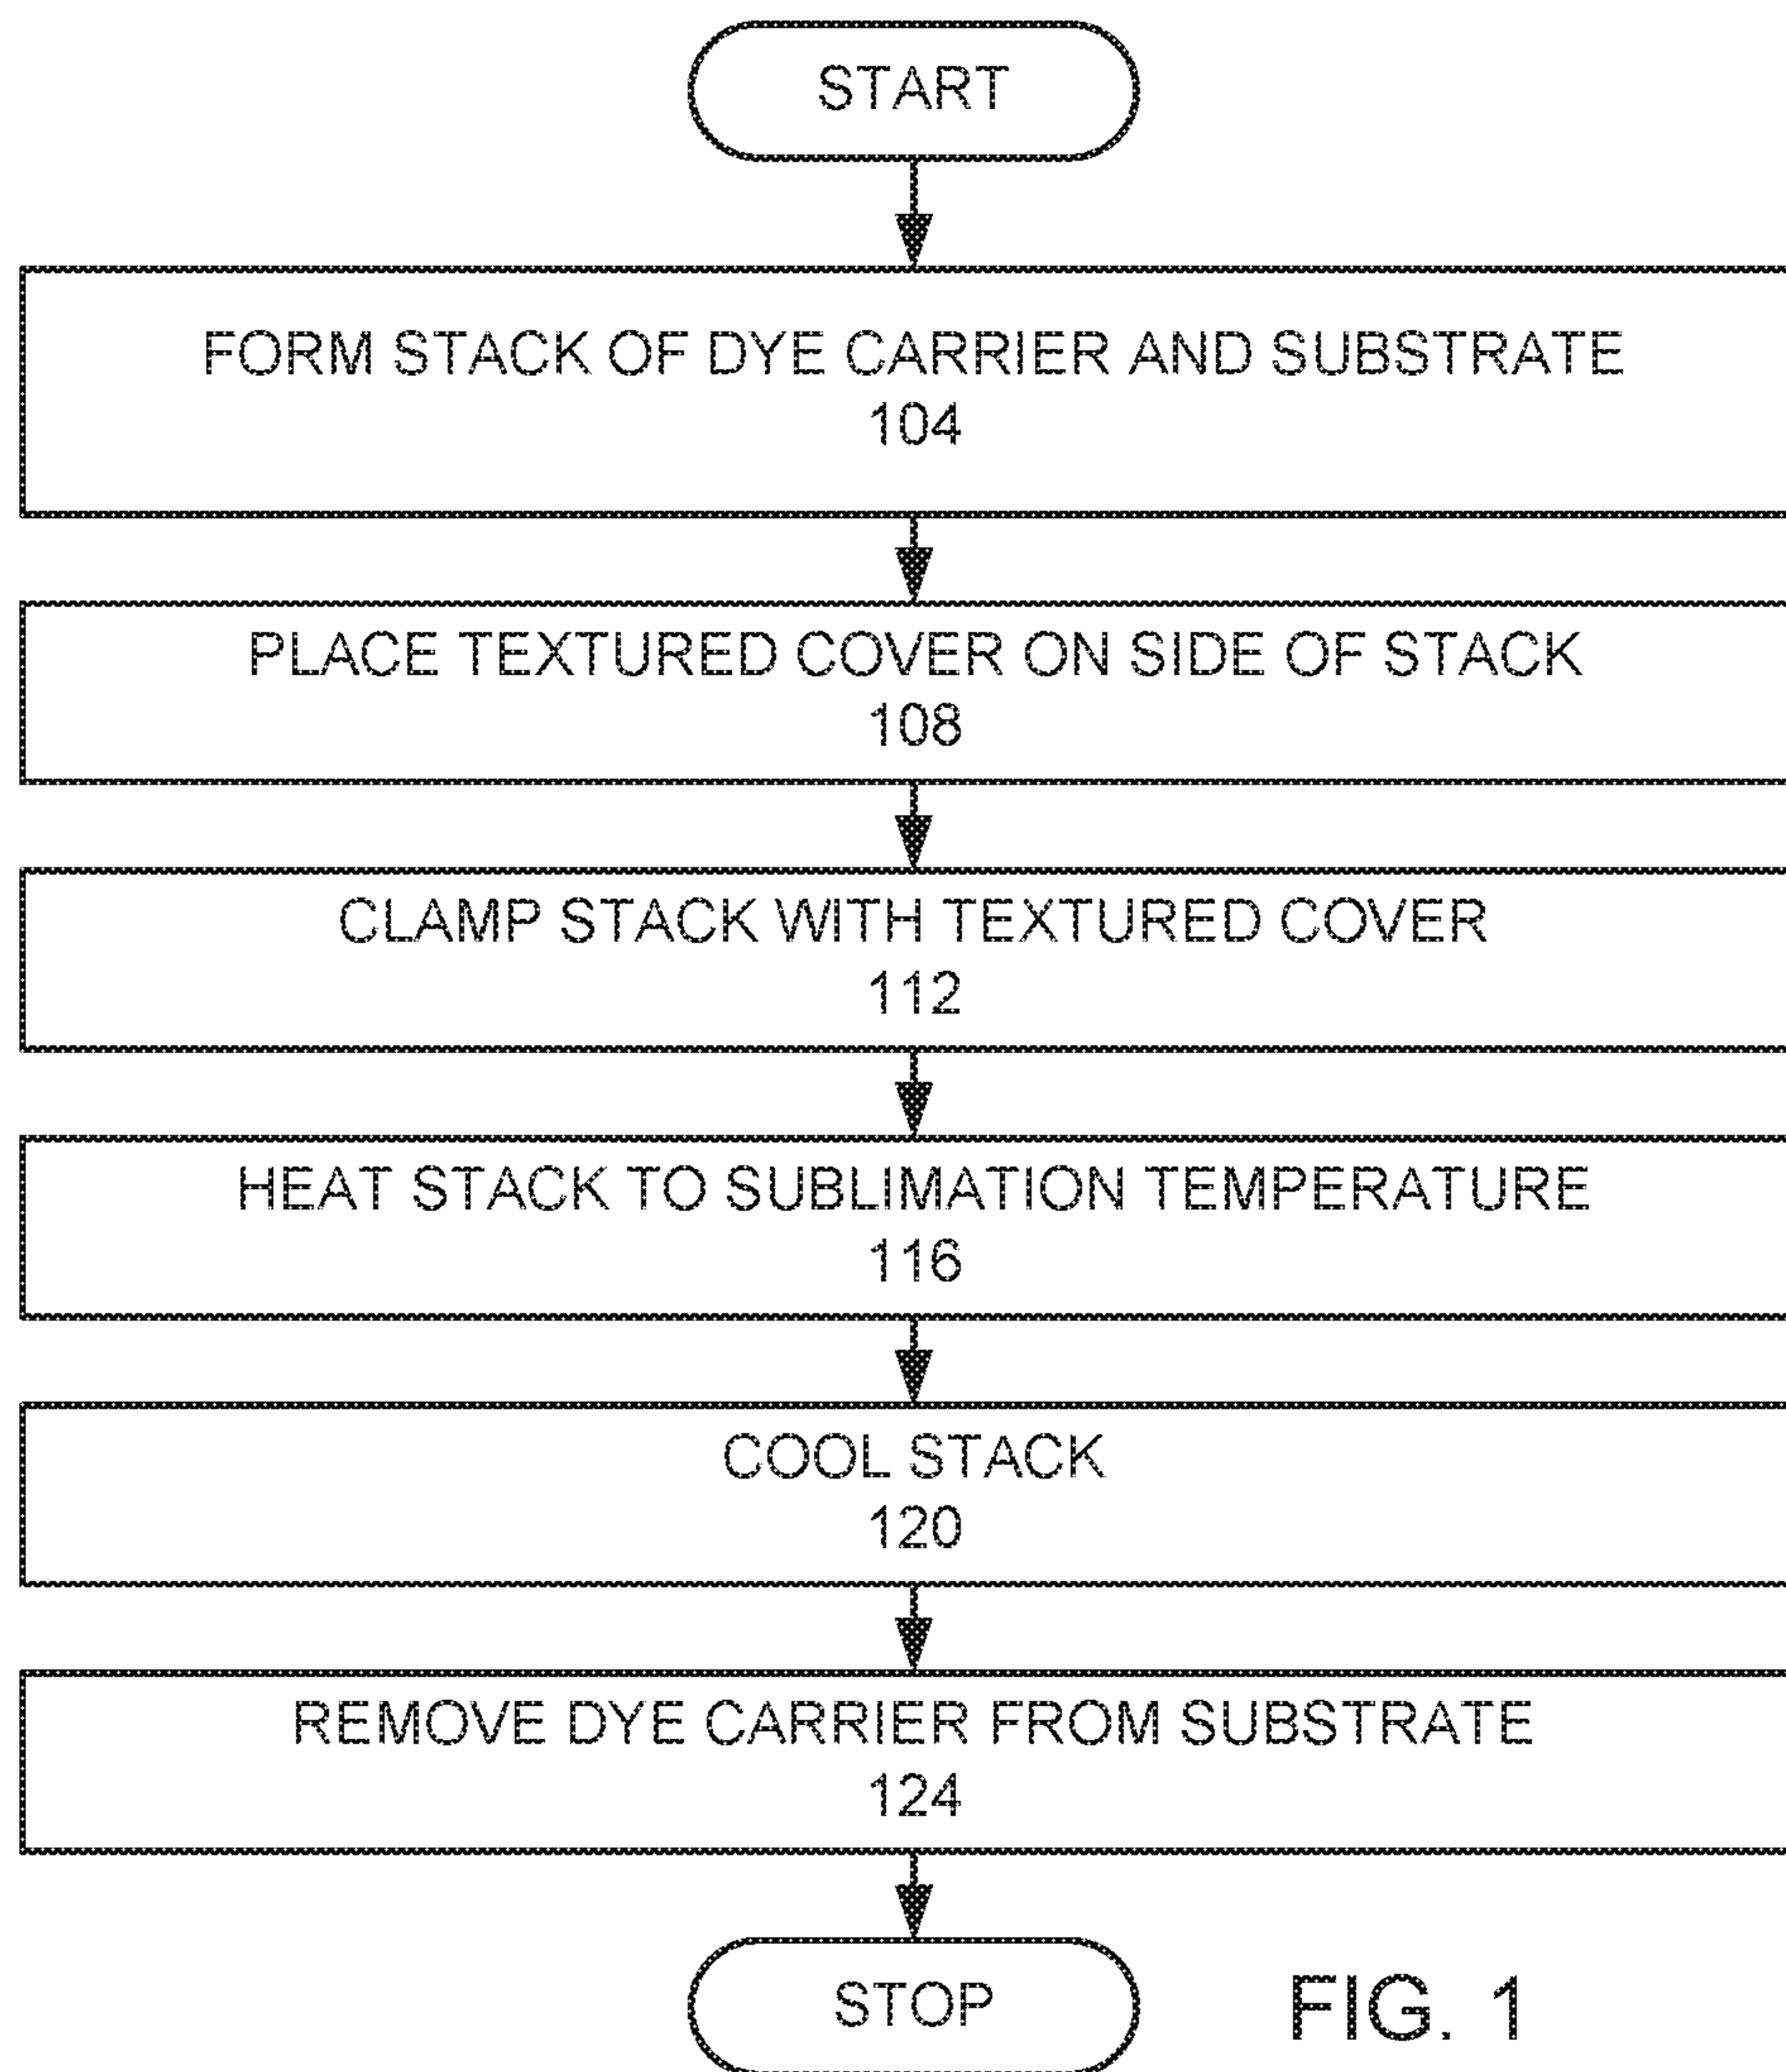 START
FORM STACK OF DYE CARRIER AND SUBSTRATE
104
PLACE TEXTURED COVER ON SIDE OF STACK
108
CLAMP STACK WITH TEXTURED COVER
112
HEAT STACK TO SUBLIMATION TEMPERATURE
116
COOL STACK
120
REMOVE DYE CARRIER FROM SUBSTRATE
124
STOP
FIG. 1